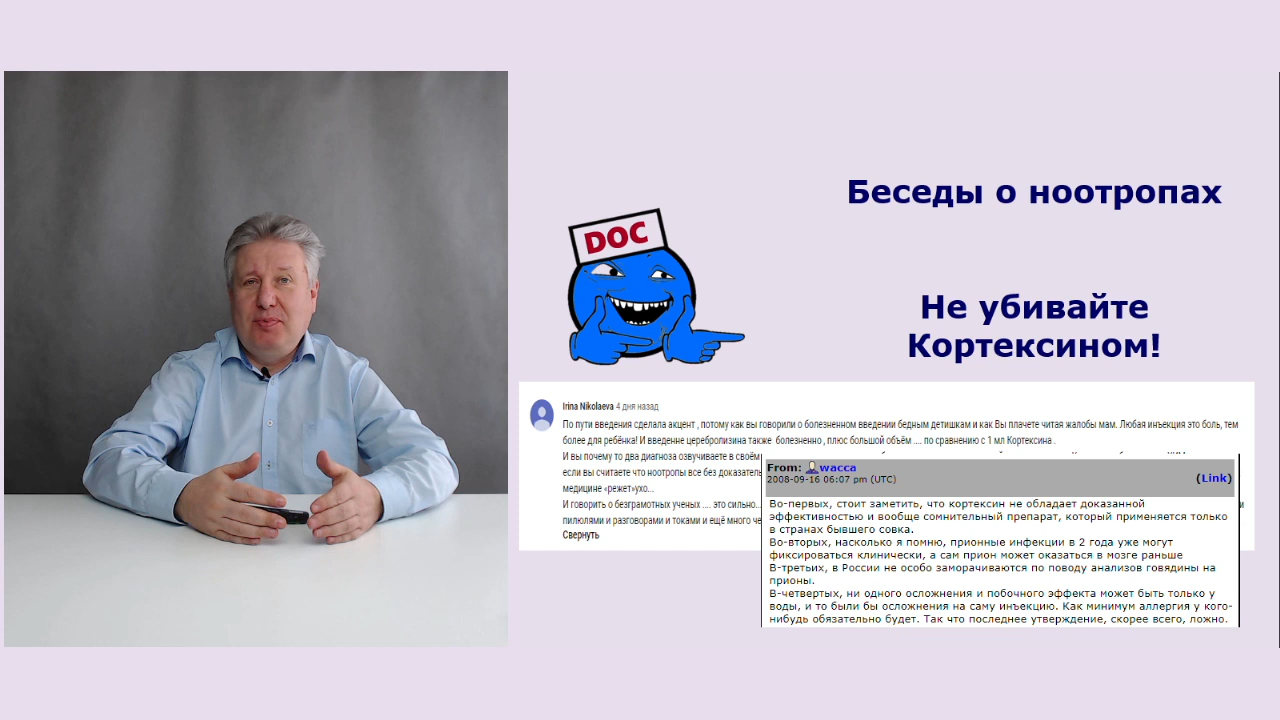 Беседы о ноотропах
DOC
Не убивайте
Кортексином!
Irina Nikolaeva 4 дня назад
По пути введения сделала акцент , потому как вы говорили о болезненном введении бедным детишкам и как Вы плачете читая жалобы мам. Любая инъекция это боль, тем
более для ребёнка! И введение церебролизина также болезненно , плюс большой объём .... по сравнению с 1 мл Кортексина .
И вы почему то два диагноза озвучиваете в своём
если вы считаете что ноотропы все без доказатель
медицине «режет»ухо...
И говорить о безграмотных ученых .... это сильно...
пилюлями и разговорами и токами и ещё много че
Свернуть
From: wacca
2008-09-16 06:07 pm (UTC)
(Link)
Во-первых, стоит заметить, что кортексин не обладает доказанной
эффективностью и вообще сомнительный препарат, который применяется только
в странах бывшего совка.
Во-вторых, насколько я помню, прионные инфекции в 2 года уже могут
фиксироваться клинически, а сам прион может оказаться в мозге раньше
В-третьих, в России не особо заморачиваются по поводу анализов говядины на
прионы.
В-четвертых, ни одного осложнения и побочного эффекта может быть только у
воды, и то были бы осложнения на саму инъекцию. Как минимум аллергия у кого-
нибудь обязательно будет. Так что последнее утверждение, скорее всего, ложно.